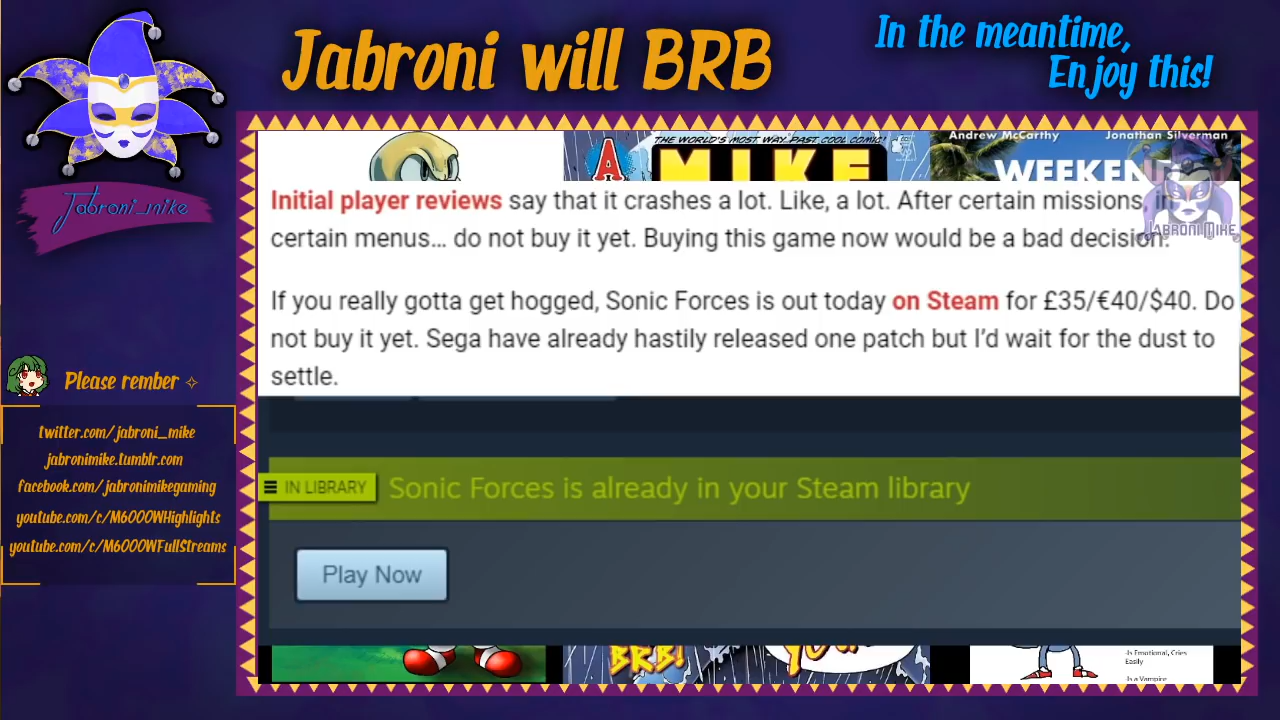 Jabroni will BRB
In the meantime,
Enjoy this!
Jabroni_mike
Please rember
twitter.com/jabroni_mike
jabronimike.tumblr.com
facebook.com/jabronimikegaming
youtube.com/c/M6000WHighlights
youtube.com/c/M6000WFullStreams
THE WORLD'S MOST WAY PAST COOL COMIC!
A
MIKE
Andrew McCarthy Jonathan Silverman
WEEKEND
JABRONI MIKE
Initial player reviews say that it crashes a lot. Like, a lot. After certain missions, in
certain menus… do not buy it yet. Buying this game now would be a bad decision.
If you really gotta get hogged, Sonic Forces is out today on Steam for £35/€40/$40. Do
not buy it yet. Sega have already hastily released one patch but I'd wait for the dust to
settle.
IN LIBRARY Sonic Forces is already in your Steam library
Play Now
BRB!
-Is Emotional, Cries
Easily
-Is a Vampire